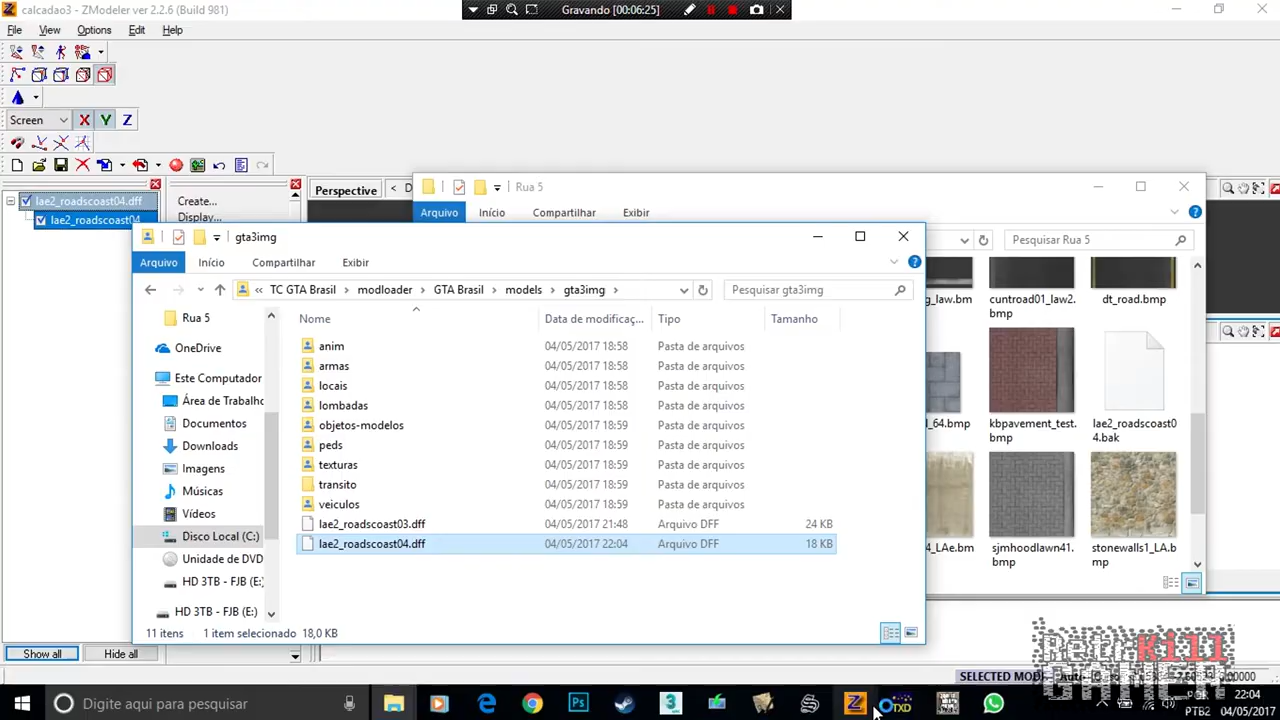 calcadao3 - ZModeler ver 2.2.6 (Build 981)
Gravando [00:06:25]
File View Options Edit Help
Screen X Y Z
lae2_roadscoast04.dff
lae2_roadscoast04
Create...
Display...
Perspective <
Rua 5
Arquivo Início Compartilhar Exibir
Pesquisar Rua 5
gta3img
Arquivo Início Compartilhar Exibir
« TC GTA Brasil › modloader › GTA Brasil › models › gta3img ›
Pesquisar gta3img
Nome Data de modificaç... Tipo Tamanho
Rua 5
OneDrive
Este Computador
Área de Trabalho
Documentos
Downloads
Imagens
Músicas
Vídeos
Disco Local (C:)
Unidade de DVD
HD 3TB - FJB (E:)
HD 3TB - FJB (E:)
anim 04/05/2017 18:58 Pasta de arquivos
armas 04/05/2017 18:58 Pasta de arquivos
locais 04/05/2017 18:58 Pasta de arquivos
lombadas 04/05/2017 18:58 Pasta de arquivos
objetos-modelos 04/05/2017 18:59 Pasta de arquivos
peds 04/05/2017 18:59 Pasta de arquivos
texturas 04/05/2017 18:59 Pasta de arquivos
transito 04/05/2017 18:59 Pasta de arquivos
veiculos 04/05/2017 18:59 Pasta de arquivos
lae2_roadscoast03.dff 04/05/2017 21:48 Arquivo DFF 24 KB
lae2_roadscoast04.dff 04/05/2017 22:04 Arquivo DFF 18 KB
11 itens 1 item selecionado 18,0 KB
g_law.bm
cuntroad01_law2.
bmp
dt_road.bmp
d_64.bmp
kbpavement_test.
bmp
lae2_roadscoast0
4.bak
4_LAe.bm
sjmhoodlawn41.
bmp
stonewalls1_LA.b
mp
Show all Hide all
SELECTED MODE
RetroKill
GAMER
Digite aqui para pesquisar
TXD
PTB2
22:04
04/05/2017